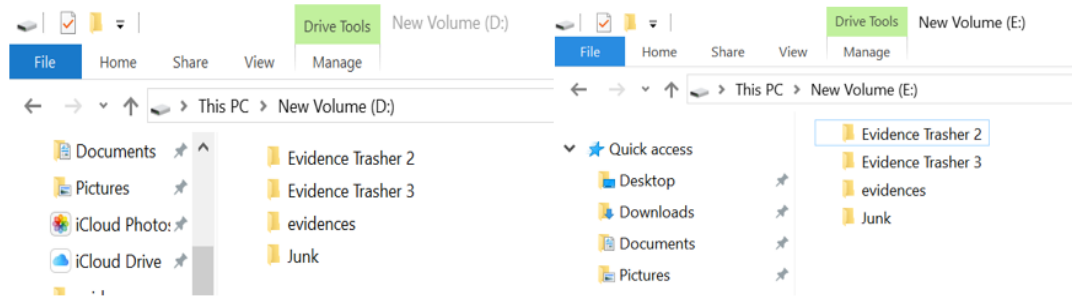 Drive Tools New Volume (D:)
File Home Share View Manage
This PC > New Volume (D:)
Documents
Pictures
iCloud Photos
iCloud Drive
Evidence Trasher 2
Evidence Trasher 3
evidences
Junk
Drive Tools New Volume (E:)
File Home Share View Manage
This PC > New Volume (E:)
Quick access
Desktop
Downloads
Documents
Pictures
Evidence Trasher 2
Evidence Trasher 3
evidences
Junk